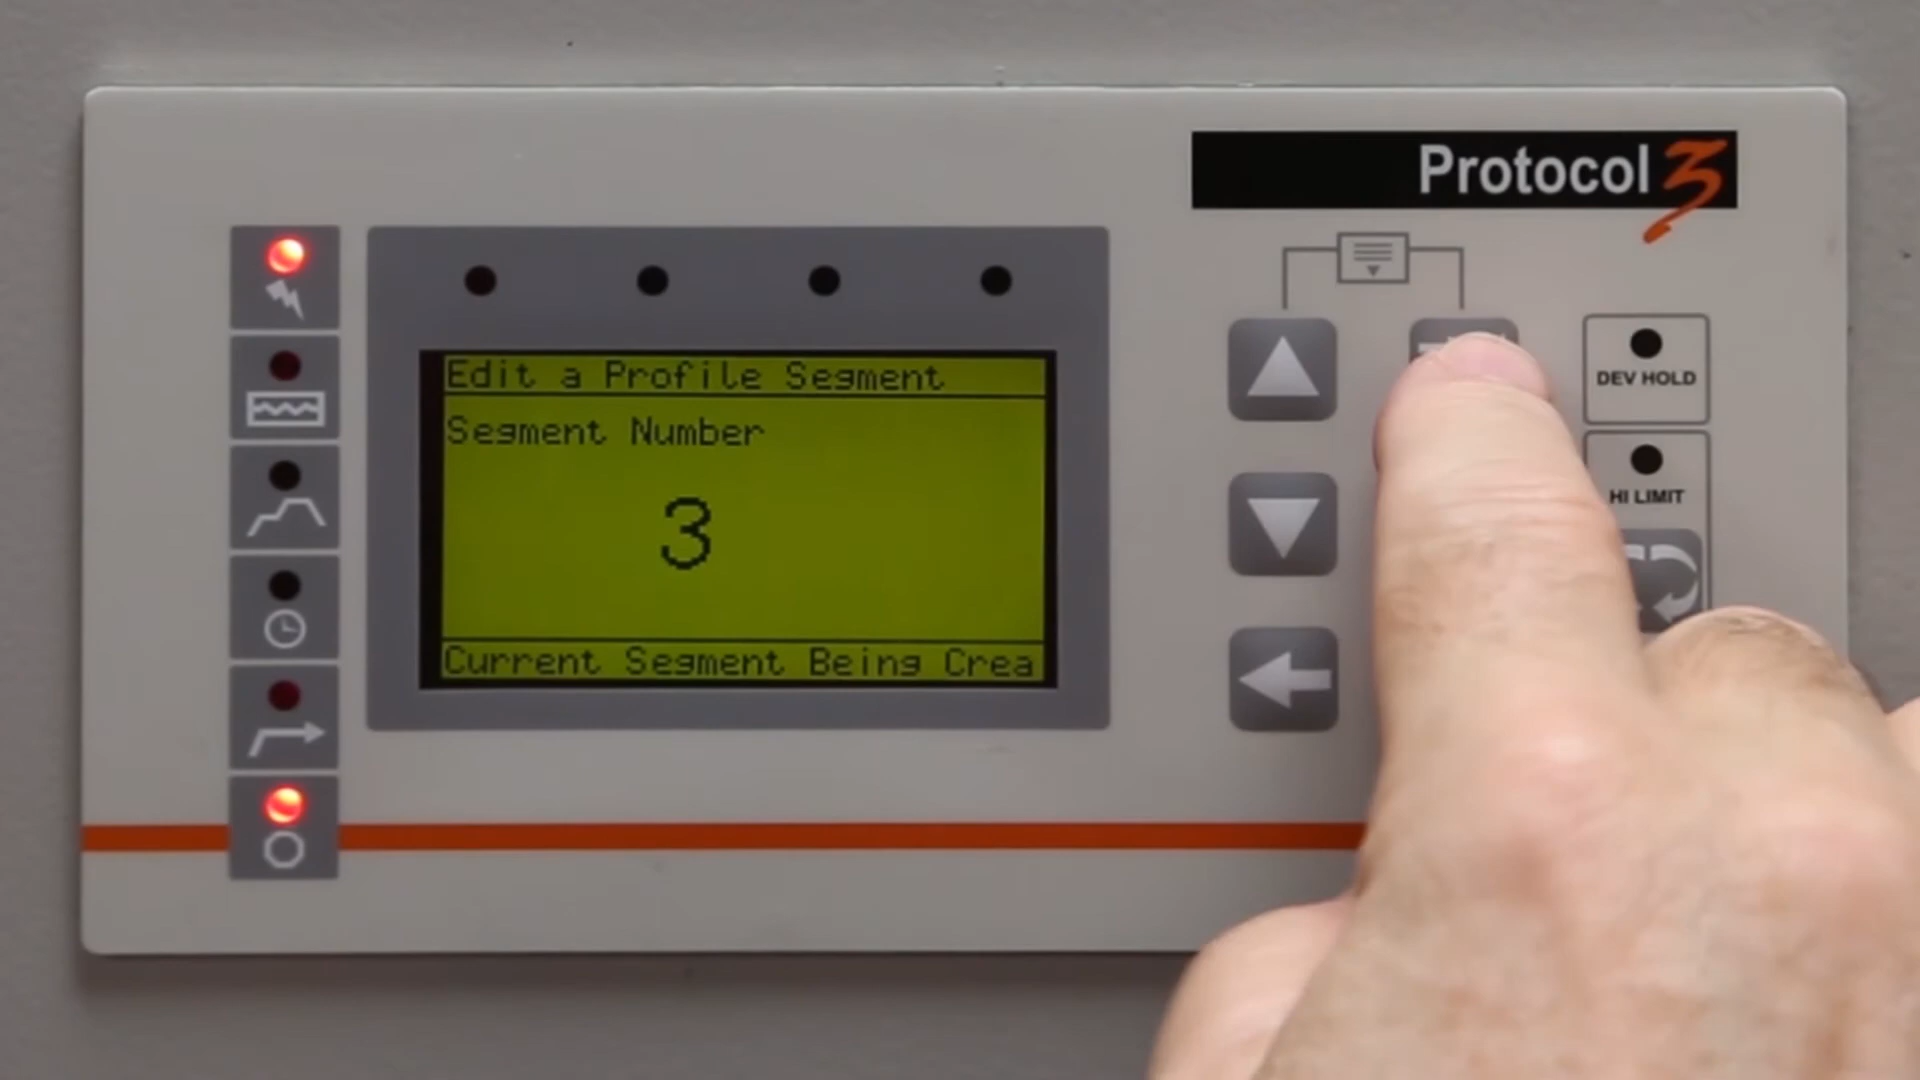 Protocol 3
Edit a Profile Segment
Segment Number
3
Current Segment Being Crea
DEV HOLD
HI LIMIT